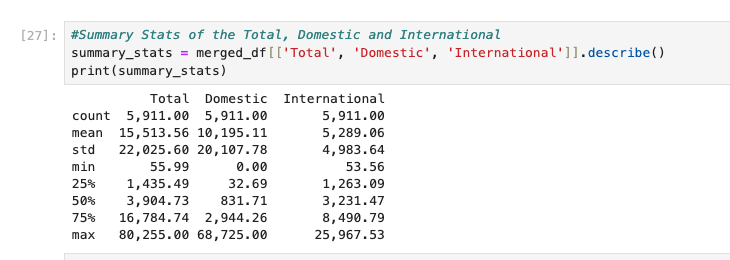 [27]: #Summary Stats of the Total, Domestic and International
summary_stats = merged_df[['Total', 'Domestic', 'International']].describe()
print(summary_stats)
Total Domestic International
count 5,911.00 5,911.00 5,911.00
mean 15,513.56 10,195.11 5,289.06
std 22,025.60 20,107.78 4,983.64
min 55.99 0.00 53.56
25% 1,435.49 32.69 1,263.09
50% 3,904.73 831.71 3,231.47
75% 16,784.74 2,944.26 8,490.79
max 80,255.00 68,725.00 25,967.53